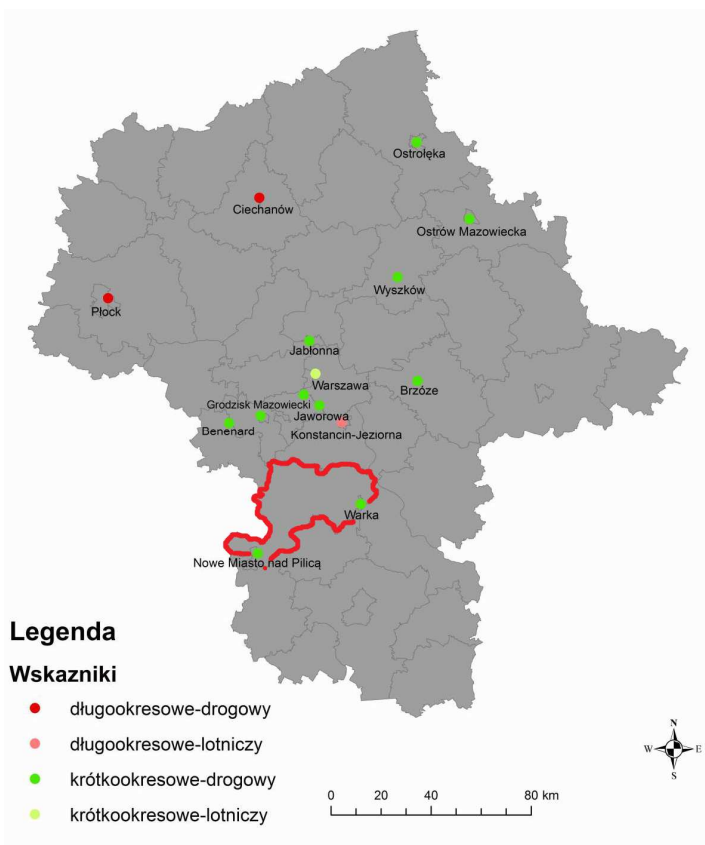 Ostrołęka
Ciechanów
Ostrów Mazowiecka
Wyszków
Płock
Jabłonna
Warszawa
Brzóze
Grodzisk Mazowiecki
Jaworowa
Benenard
Konstancin-Jeziorna
Warka
Nowe Miasto nad Pilicą
Legenda
Wskazniki
długookresowe-drogowy
długookresowe-lotniczy
krótkookresowe-drogowy
krótkookresowe-lotniczy
0 20 40 80 km
N
W E
S